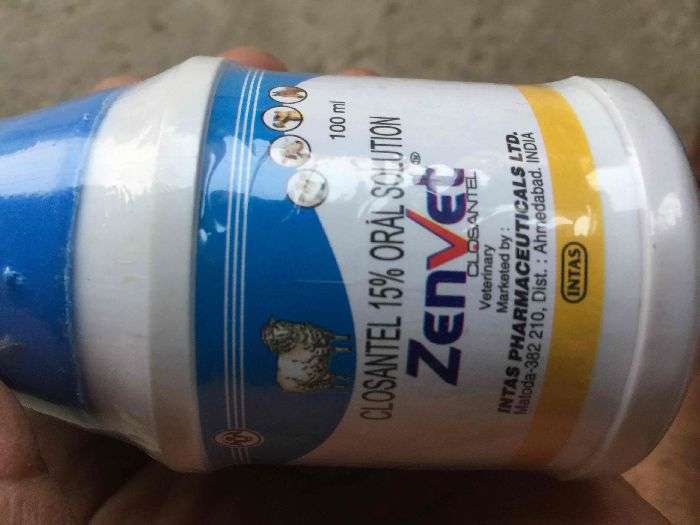 100 ml
CLOSANTEL 15% ORAL SOLUTION
ZENVet®
CLOSANTEL
Veterinary
Marketed by :
INTAS PHARMACEUTICALS LTD.
Matoda-382 210, Dist. : Ahmedabad. INDIA
INTAS